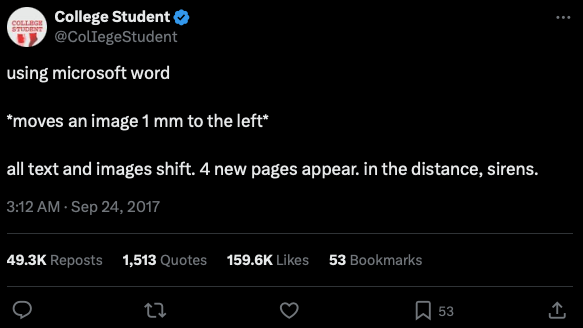 College Student
@ColIegeStudent
using microsoft word
*moves an image 1 mm to the left*
all text and images shift. 4 new pages appear. in the distance, sirens.
3:12 AM · Sep 24, 2017
49.3K Reposts 1,513 Quotes 159.6K Likes 53 Bookmarks
53
COLLEGE
STUDENT